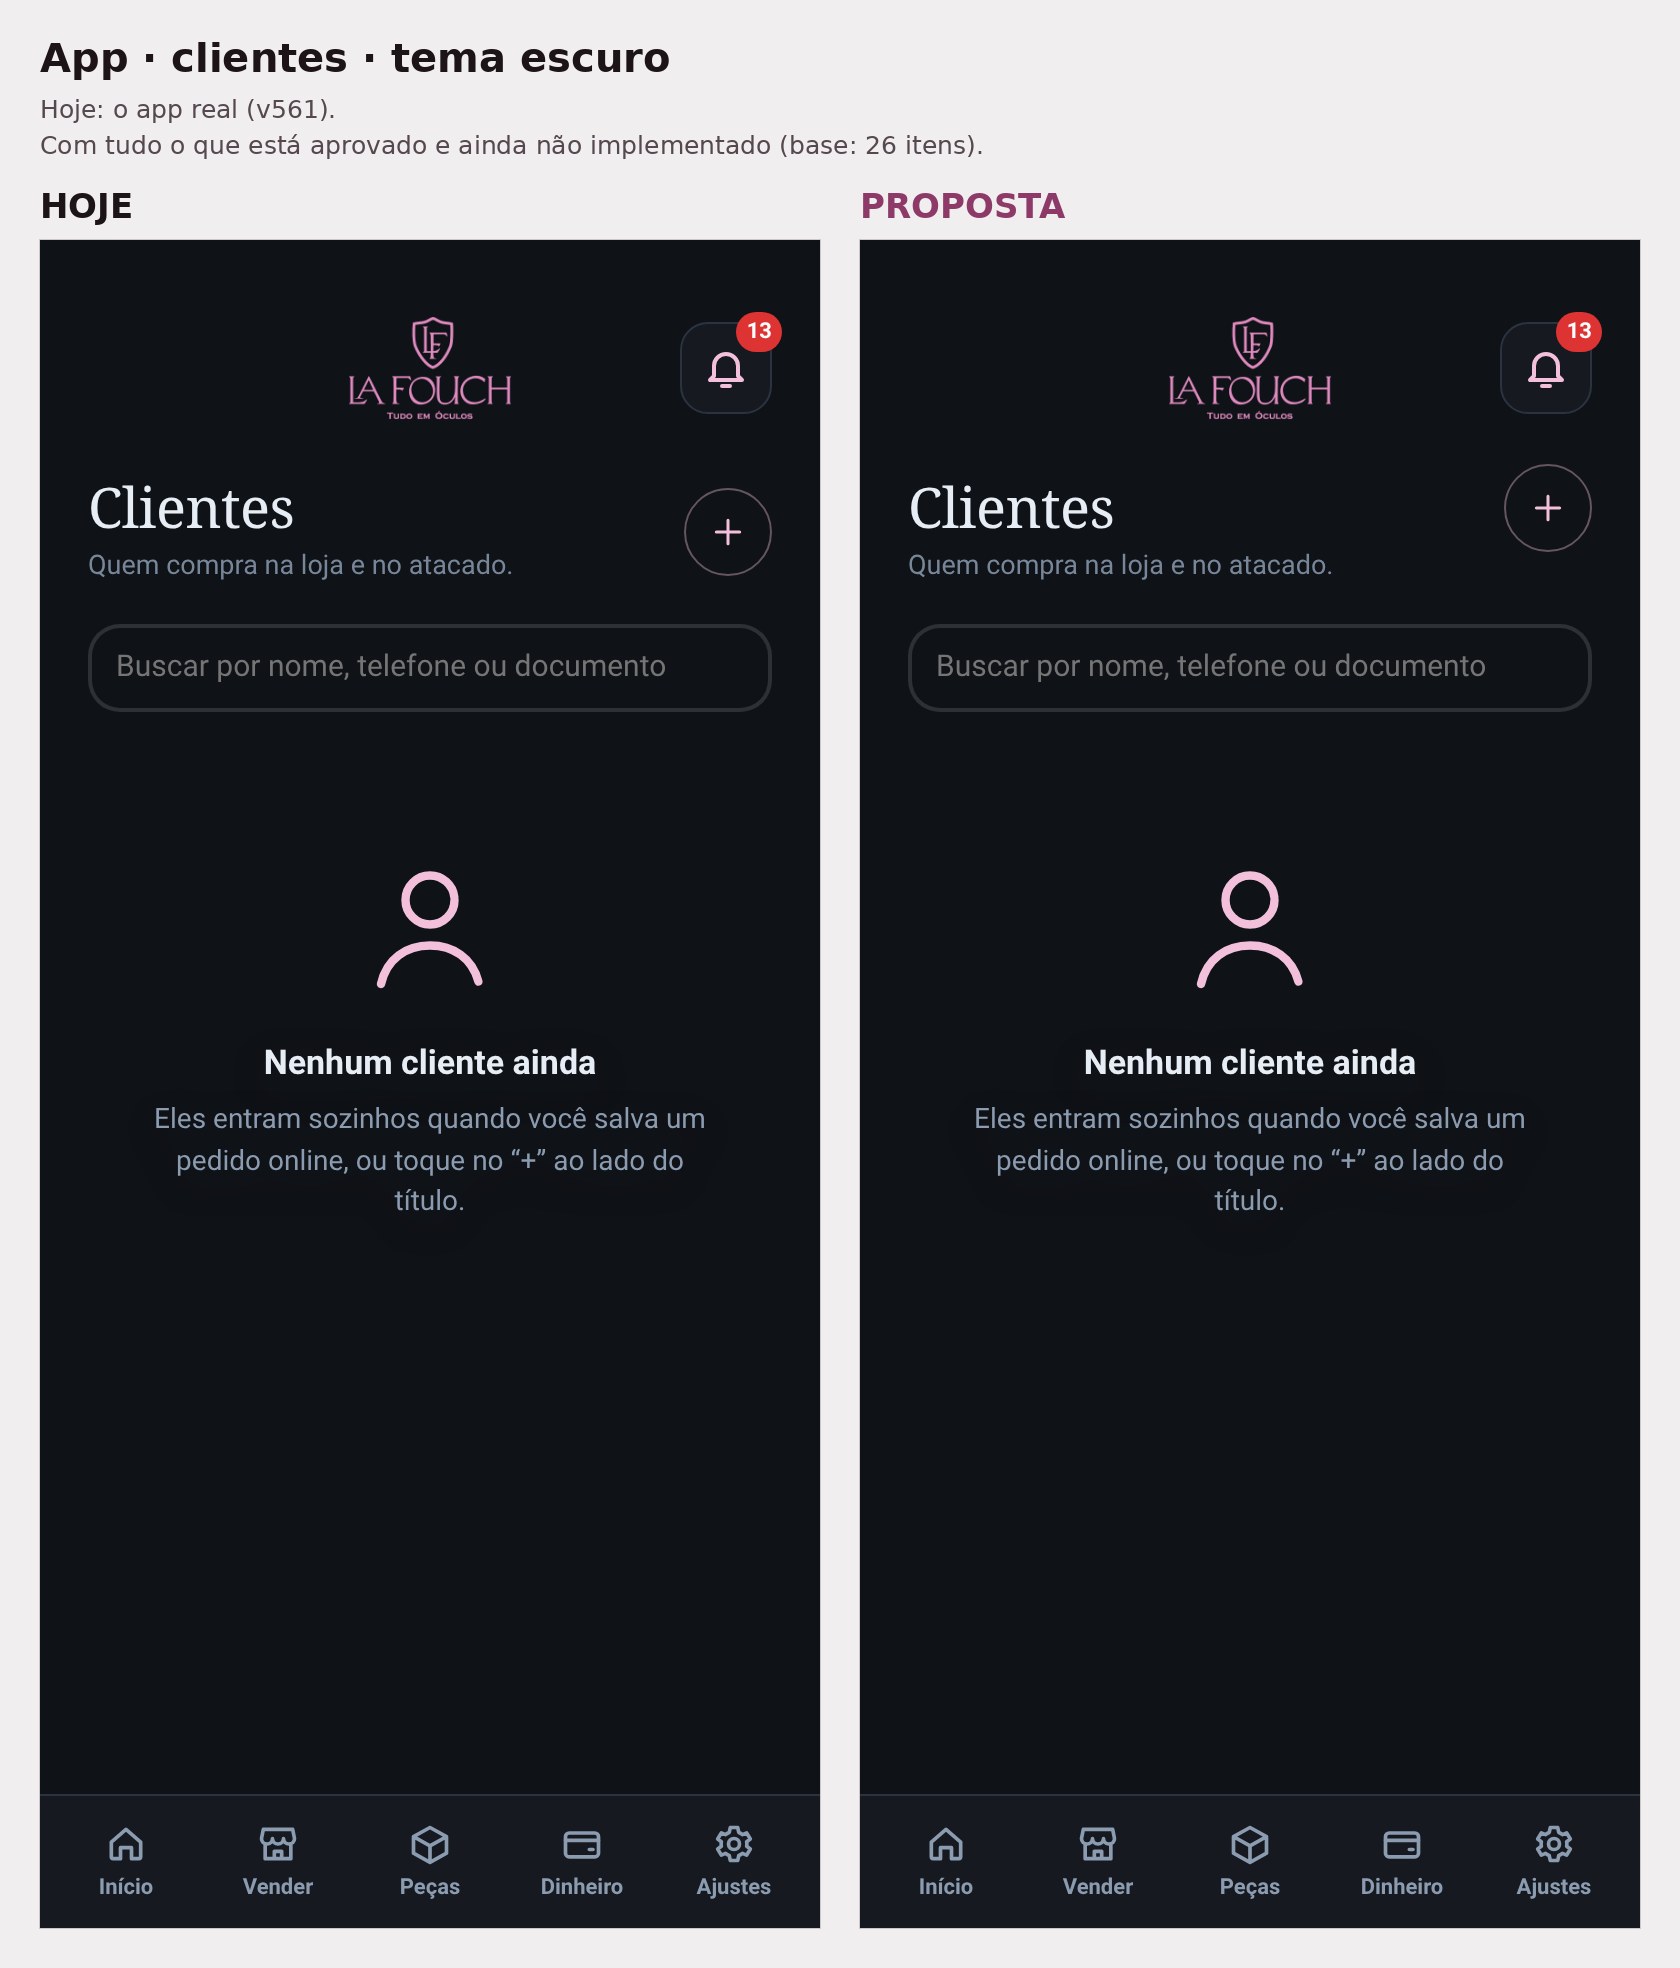 App · clientes · tema escuro
Hoje: o app real (v561).
Com tudo o que está aprovado e ainda não implementado (base: 26 itens).
HOJE
LF
LA FOUCH
Tudo em Óculos
13
Clientes
Quem compra na loja e no atacado.
Buscar por nome, telefone ou documento
Nenhum cliente ainda
Eles entram sozinhos quando você salva um
pedido online, ou toque no “+” ao lado do
título.
Início Vender Peças Dinheiro Ajustes
PROPOSTA
LF
LA FOUCH
Tudo em Óculos
13
Clientes
Quem compra na loja e no atacado.
Buscar por nome, telefone ou documento
Nenhum cliente ainda
Eles entram sozinhos quando você salva um
pedido online, ou toque no “+” ao lado do
título.
Início Vender Peças Dinheiro Ajustes